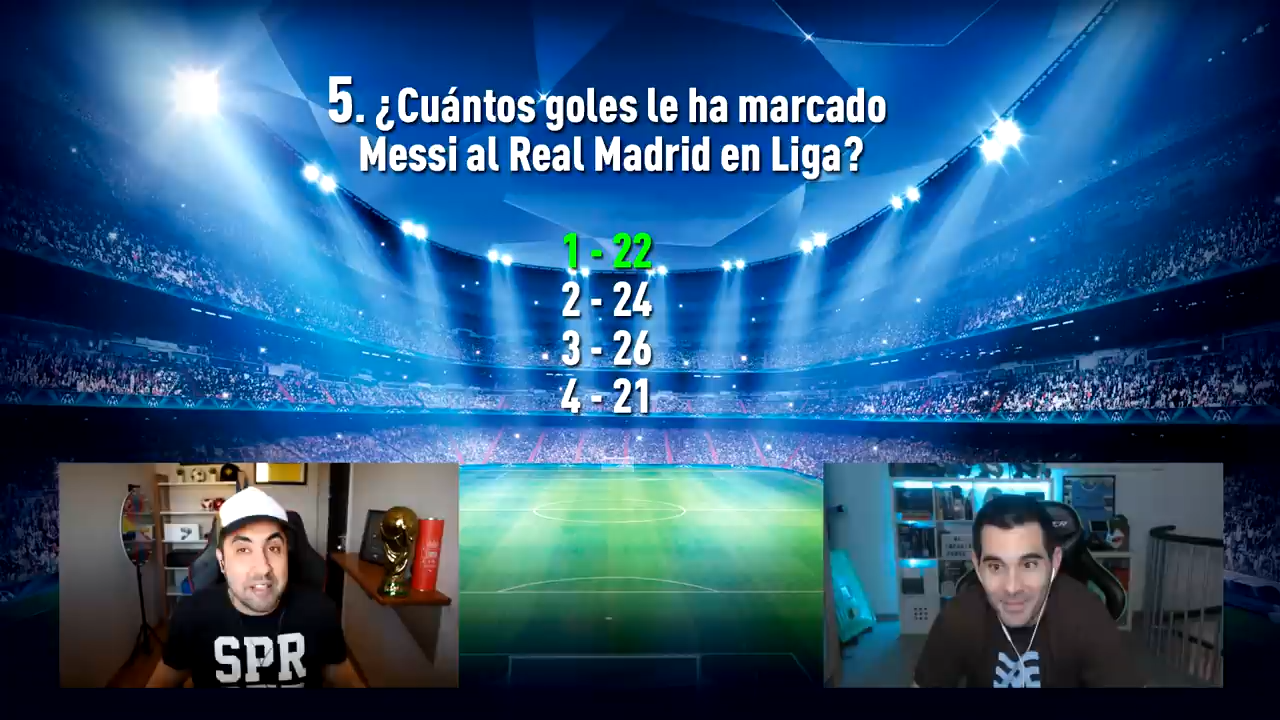 5. ¿Cuántos goles le ha marcado
Messi al Real Madrid en Liga?
1 - 22
2 - 24
3 - 26
4 - 21
SPR